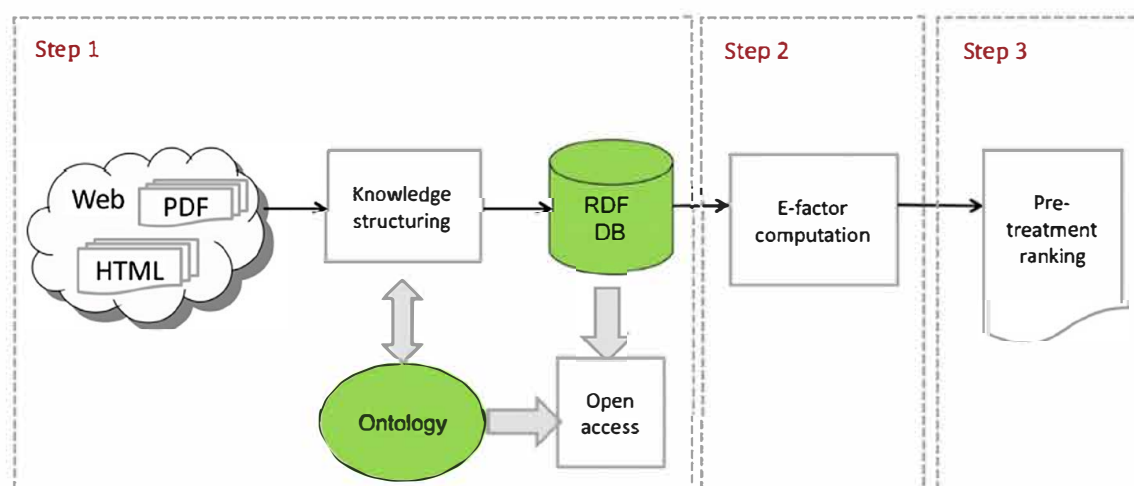 Step 1
Step 2
Step 3
Web
PDF
HTML
Knowledge
structuring
RDF
DB
E-factor
computation
Pre-
treatment
ranking
Ontology
Open
access